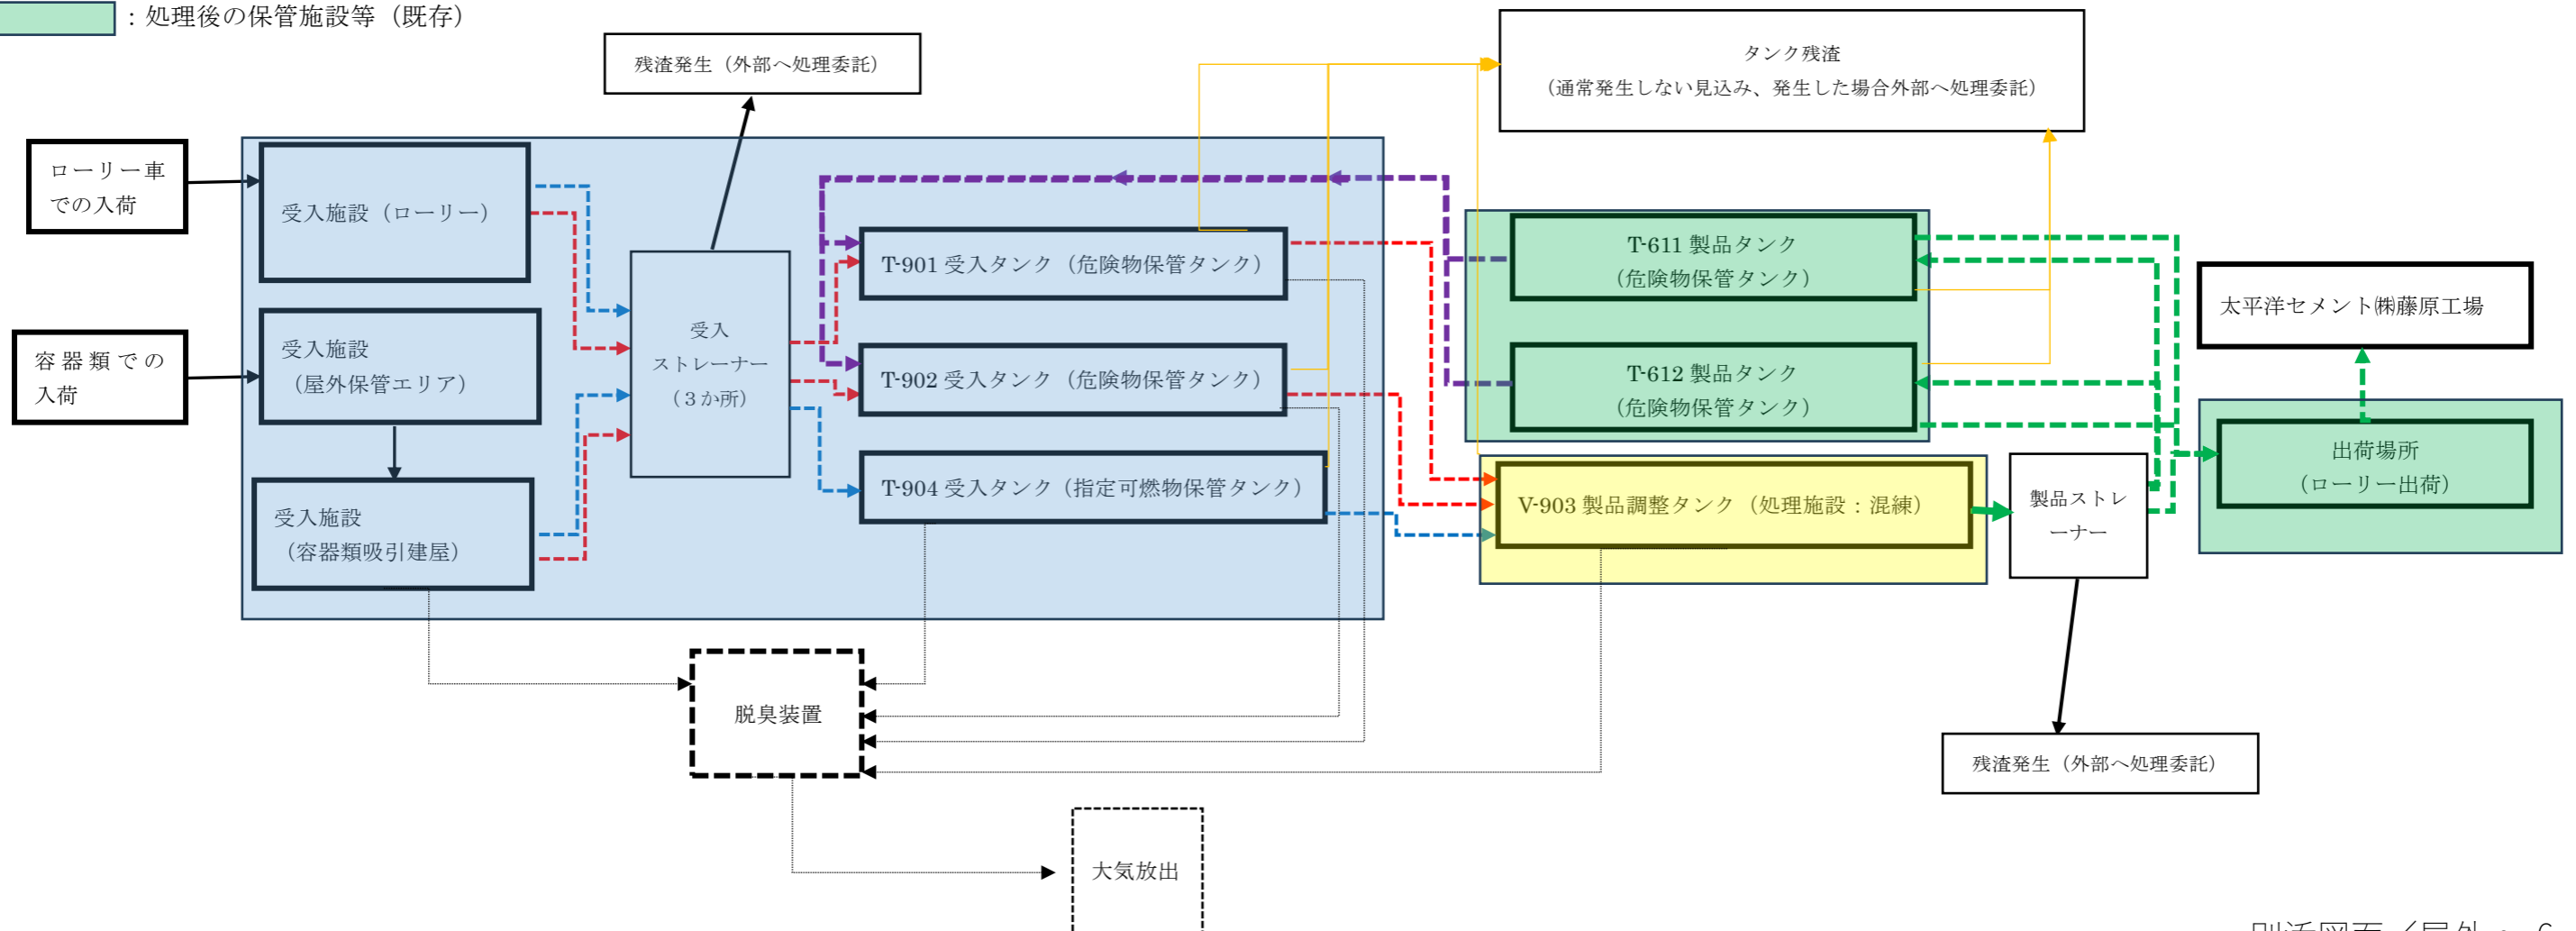 ：処理後の保管施設等（既存）
残渣発生（外部へ処理委託）
タンク残渣
（通常発生しない見込み、発生した場合外部へ処理委託）
ローリー車
での入荷
受入施設（ローリー）
容器類での
入荷
受入施設
（屋外保管エリア）
受入施設
（容器類吸引建屋）
受入
ストレーナー
（３か所）
T-901 受入タンク（危険物保管タンク）
T-902 受入タンク（危険物保管タンク）
T-904 受入タンク（指定可燃物保管タンク）
T-611 製品タンク
（危険物保管タンク）
T-612 製品タンク
（危険物保管タンク）
V-903 製品調整タンク（処理施設：混練）
製品ストレ
ーナー
太平洋セメント㈱藤原工場
出荷場所
（ローリー出荷）
残渣発生（外部へ処理委託）
脱臭装置
大気放出